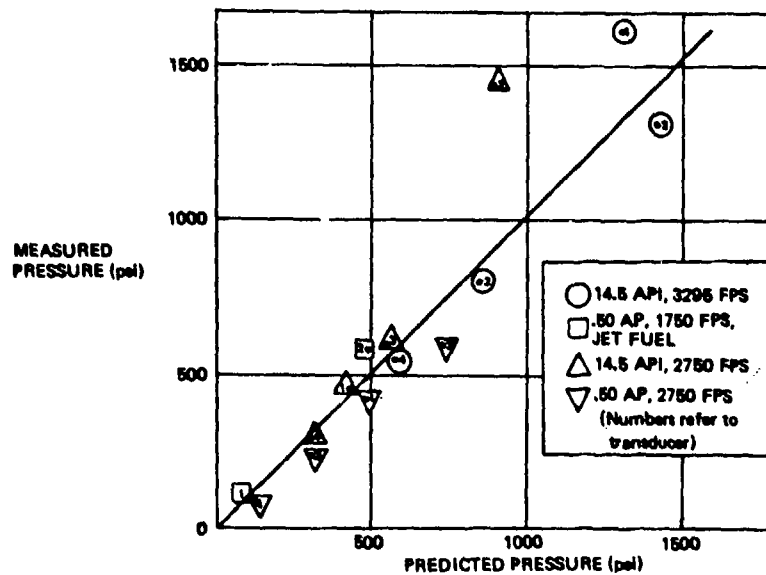 1500
1000
MEASURED
PRESSURE (psi)
500
0
500
1000
1500
PREDICTED PRESSURE (psi)
14.5 API, 3295 FPS
.50 AP, 1750 FPS,
JET FUEL
14.5 API, 2750 FPS
.50 AP, 2750 FPS
(Numbers refer to
transducer)